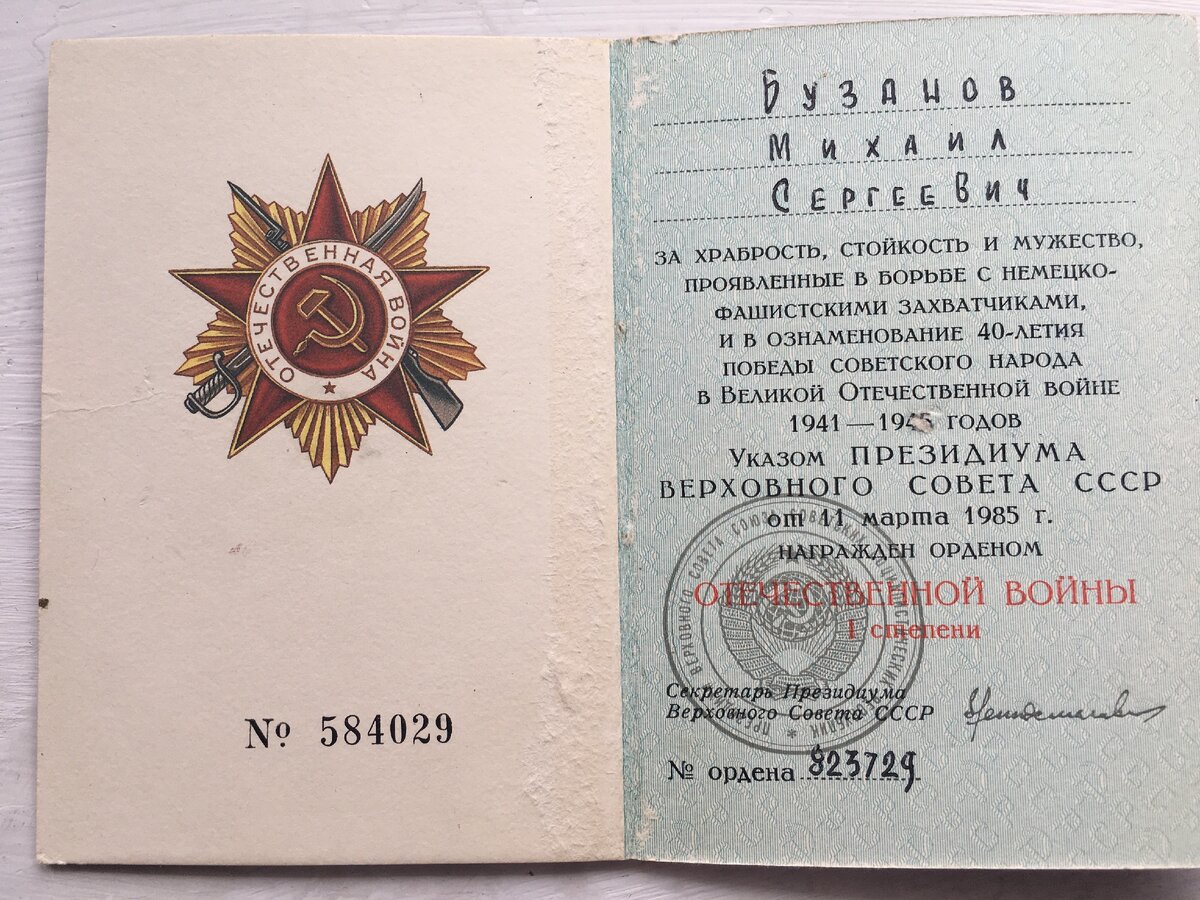 ОТЕЧЕСТВЕННАЯ ВОЙНА
№ 584029
Бузанов
Михаил
Сергеевич
ЗА ХРАБРОСТЬ, СТОЙКОСТЬ И МУЖЕСТВО,
ПРОЯВЛЕННЫЕ В БОРЬБЕ С НЕМЕЦКО-
ФАШИСТСКИМИ ЗАХВАТЧИКАМИ,
И В ОЗНАМЕНОВАНИЕ 40-ЛЕТИЯ
ПОБЕДЫ СОВЕТСКОГО НАРОДА
В ВЕЛИКОЙ ОТЕЧЕСТВЕННОЙ ВОЙНЕ
1941—1945 ГОДОВ
Указом ПРЕЗИДИУМА
ВЕРХОВНОГО СОВЕТА СССР
от 11 марта 1985 г.
НАГРАЖДЕН ОРДЕНОМ
ОТЕЧЕСТВЕННОЙ ВОЙНЫ
I степени
Секретарь Президиума
Верховного Совета СССР
№ ордена 823729